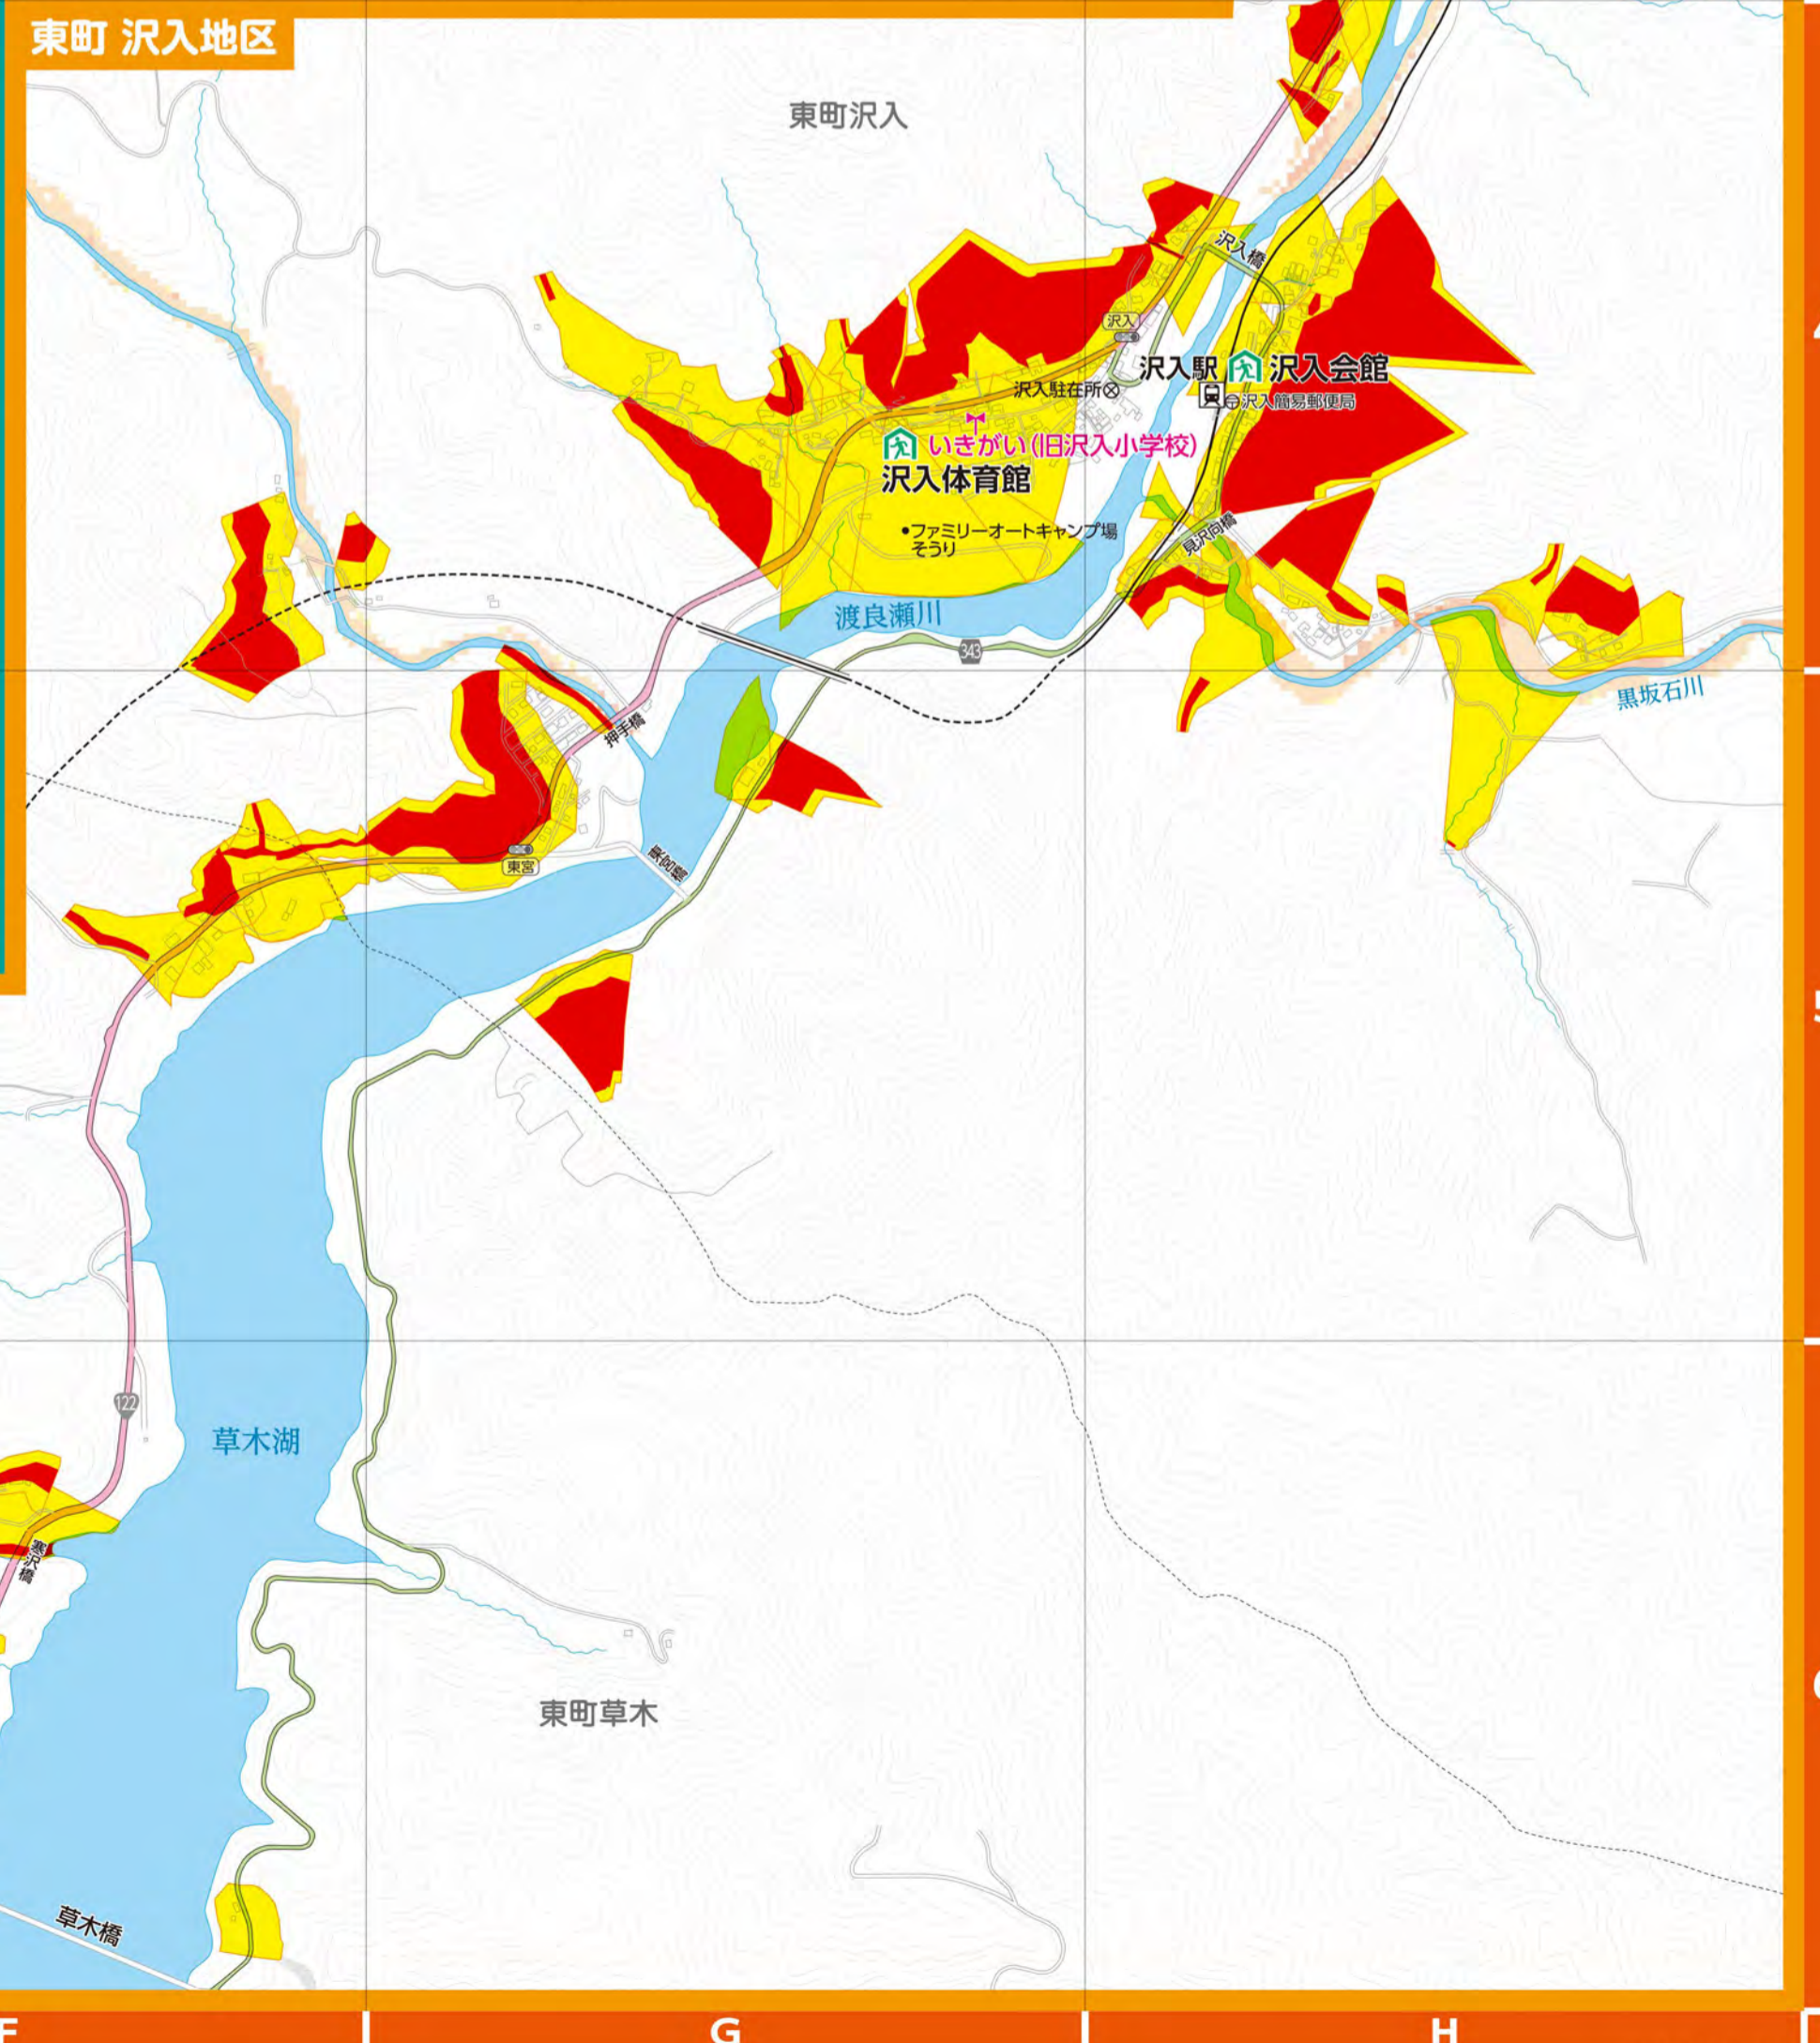 東町 沢入地区
東町沢入
沢入橋
沢入
沢入駅
沢入会館
沢入駐在所
沢入簡易郵便局
いきがい(旧沢入小学校)
沢入体育館
•ファミリーオートキャンプ場
そうり
見沢向橋
渡良瀬川
343
黒坂石川
押手橋
東宮
東宮橋
122
草木湖
寒沢橋
東町草木
草木橋
F
G
H